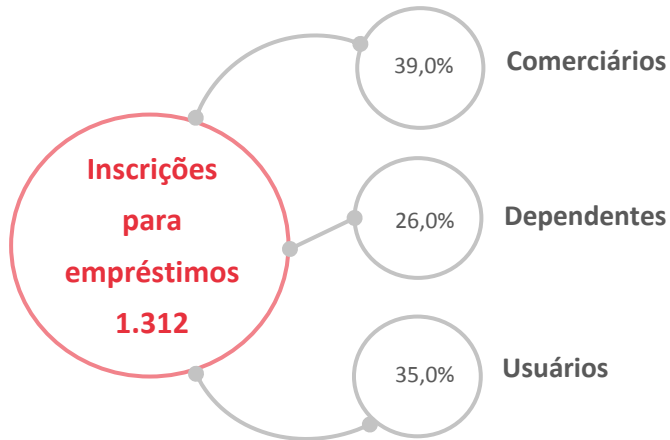 Inscrições
para
empréstimos
1.312
39,0%
Comerciários
26,0%
Dependentes
35,0%
Usuários